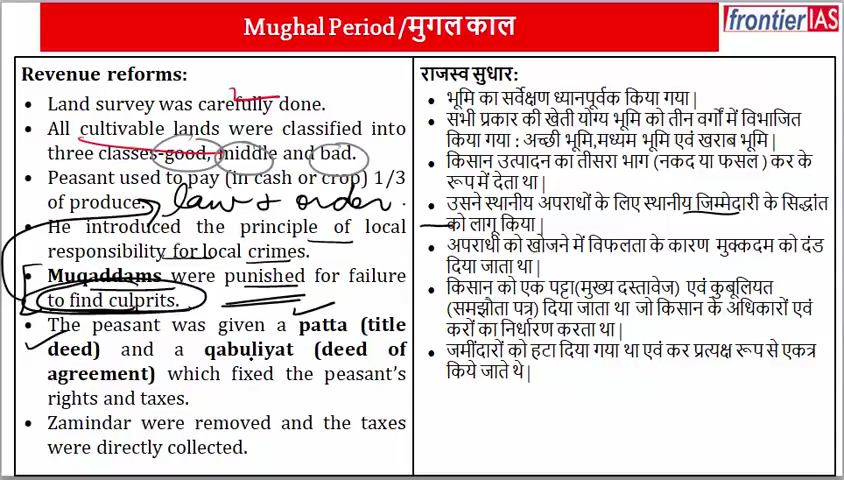 Mughal Period/मुगल काल
frontierIAS
Revenue reforms:
• Land survey was carefully done.
• All cultivable lands were classified into
three classes-good, middle and bad.
• Peasant used to pay (in cash or crop) 1/3
of produce.
law & order.
• He introduced the principle of local
responsibility for local crimes.
• Muqaddams were punished for failure
to find culprits.
• The peasant was given a patta (title
deed) and a qabuliyat (deed of
agreement) which fixed the peasant's
rights and taxes.
• Zamindar were removed and the taxes
were directly collected.
राजस्व सुधार:
• भूमि का सर्वेक्षण ध्यानपूर्वक किया गया|
• सभी प्रकार की खेती योग्य भूमि को तीन वर्गों में विभाजित
किया गया : अच्छी भूमि,मध्यम भूमि एवं खराब भूमि|
• किसान उत्पादन का तीसरा भाग (नकद या फसल) कर के
रूप में देता था|
• उसने स्थानीय अपराधों के लिए स्थानीय जिम्मेदारी के सिद्धांत
को लागू किया|
• अपराधी को खोजने में विफलता के कारण मुक्कदम को दंड
दिया जाता था|
• किसान को एक पट्टा(मुख्य दस्तावेज) एवं कुबूलियत
(समझौता पत्र) दिया जाता था जो किसान के अधिकारों एवं
करों का निर्धारण करता था|
• जमींदारों को हटा दिया गया था एवं कर प्रत्यक्ष रूप से एकत्र
किये जाते थे|